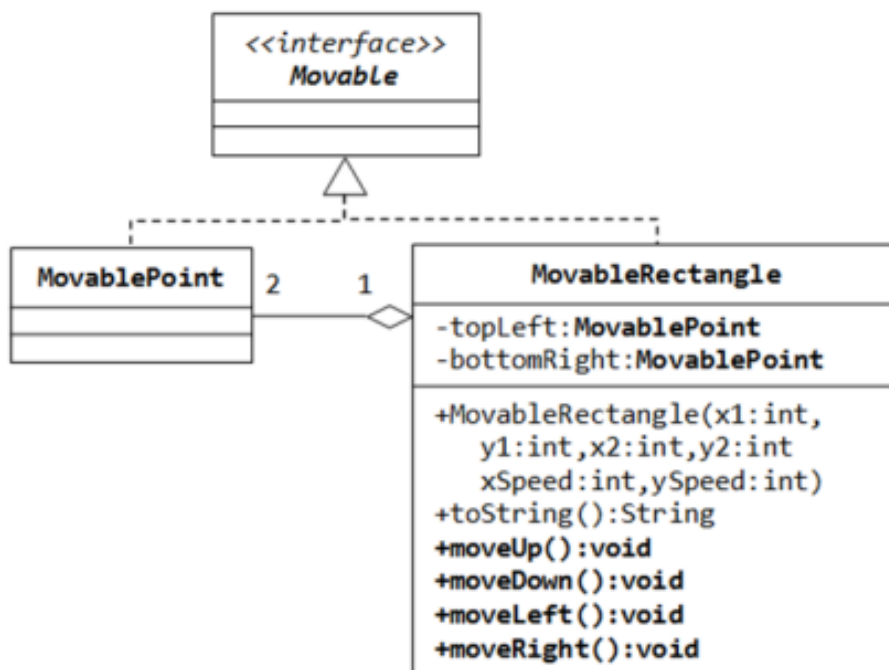 <<interface>>
Movable
MovablePoint
2
1
MovableRectangle
-topLeft:MovablePoint
-bottomRight:MovablePoint
+MovableRectangle(x1:int,
y1:int,x2:int,y2:int
xSpeed:int,ySpeed:int)
+toString():String
+moveUp():void
+moveDown():void
+moveLeft():void
+moveRight():void